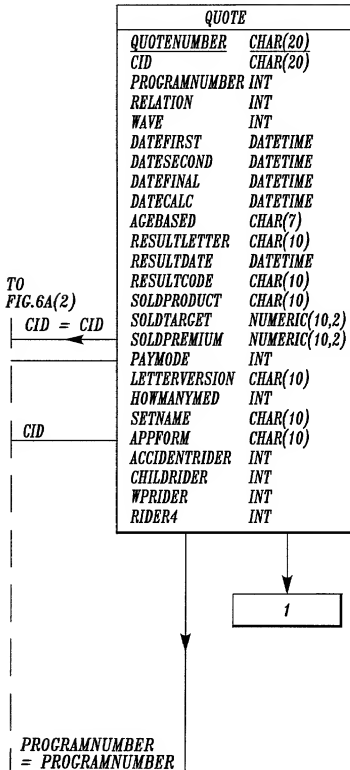 QUOTE
QUOTENUMBER CHAR(20)
CID CHAR(20)
PROGRAMNUMBER INT
RELATION INT
WAVE INT
DATEFIRST DATETIME
DATESECOND DATETIME
DATEFINAL DATETIME
DATECALC DATETIME
AGEBASED CHAR(7)
RESULTLETTER CHAR(10)
RESULTDATE DATETIME
RESULTCODE CHAR(10)
SOLDPRODUCT CHAR(10)
SOLDTARGET NUMERIC(10,2)
SOLDPREMIUM NUMERIC(10,2)
PAYMODE INT
LETTERVERSION CHAR(10)
HOWMANYMED INT
SETNAME CHAR(10)
APPFORM CHAR(10)
ACCIDENTRIDER INT
CHILDRIDER INT
WPRIDER INT
RIDER4 INT
TO
FIG.6A(2)
CID = CID
CID
1
PROGRAMNUMBER
= PROGRAMNUMBER